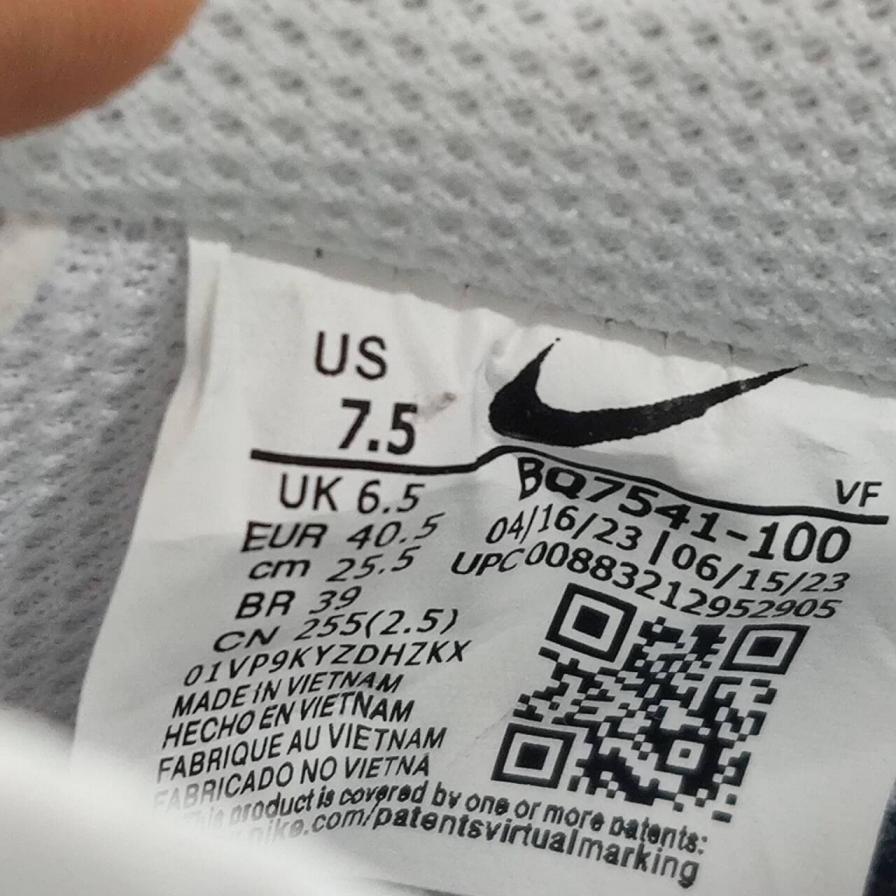 US
7.5
VF
UK 6.5
BQ7541-100
EUR 40.5
04/16/23 | 06/15/23
cm 25.5
UPC00883212952905
BR 39
CN 255(2.5)
01VP9KYZDHZKX
MADE IN VIETNAM
HECHO EN VIETNAM
FABRIQUE AU VIETNAM
FABRICADO NO VIETNÃ
This product is covered by one or more patents:
nike.com/patentsvirtualmarking